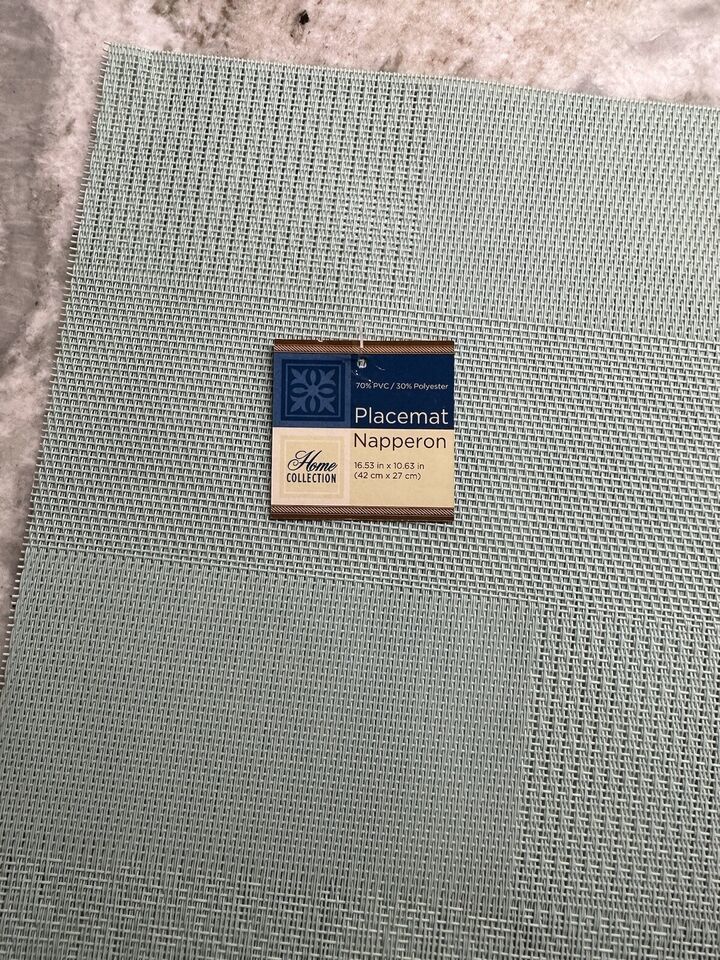 70% PVC / 30% Polyester
Placemat
Napperon
Home
COLLECTION
16.53 in x 10.63 in
(42 cm x 27 cm)